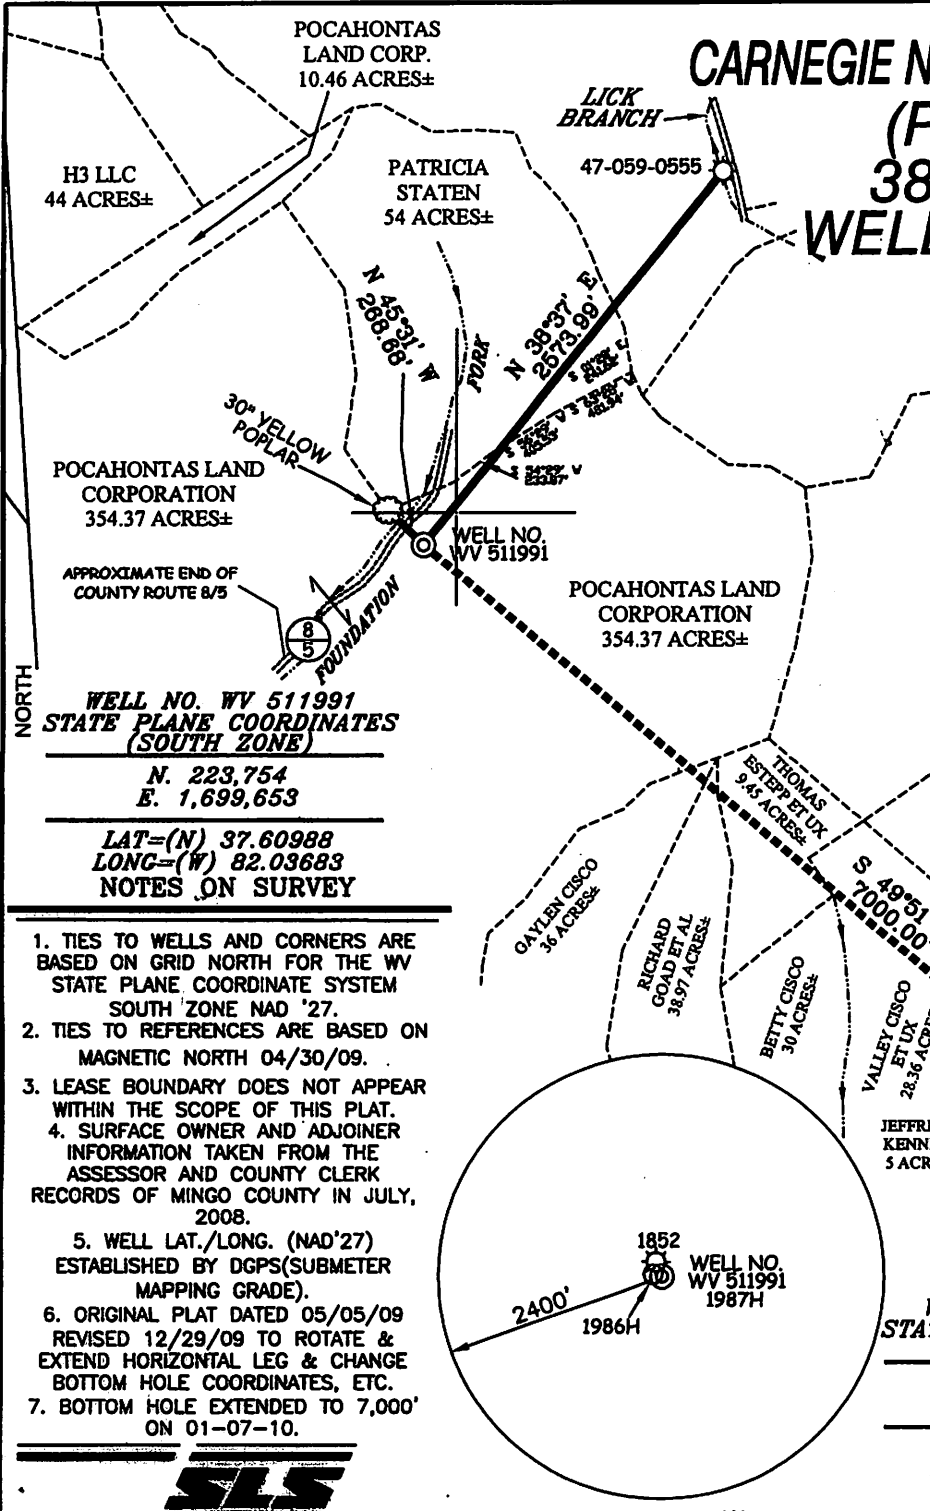 POCAHONTAS
LAND CORP.
10.46 ACRES±
CARNEGIE N
(F
38
WELL
LICK
BRANCH
47-059-0555
H3 LLC
44 ACRES±
PATRICIA
STATEN
54 ACRES±
N 45°31' W
268.68'
FORK
N 38°37' E
2573.99'
S 54°29' W
233.87'
30" YELLOW
POPLAR
POCAHONTAS LAND
CORPORATION
354.37 ACRES±
WELL NO.
WV 511991
APPROXIMATE END OF
COUNTY ROUTE 8/5
8
5
FOUNDATION
POCAHONTAS LAND
CORPORATION
354.37 ACRES±
NORTH
WELL NO. WV 511991
STATE PLANE COORDINATES
(SOUTH ZONE)
N. 223,754
E. 1,699,653
LAT=(N) 37.60988
LONG=(W) 82.03683
NOTES ON SURVEY
THOMAS
ESTEPP ET UX
9.45 ACRES±
S 49°51
7000.00'
GAYLEN CISCO
36 ACRES±
RICHARD
GOAD ET AL
38.97 ACRES±
BETTY CISCO
30 ACRES±
VALLEY CISCO
ET UX
28.36 ACRE
JEFFRE
KENN
5 ACR
1. TIES TO WELLS AND CORNERS ARE
BASED ON GRID NORTH FOR THE WV
STATE PLANE COORDINATE SYSTEM
SOUTH ZONE NAD '27.
2. TIES TO REFERENCES ARE BASED ON
MAGNETIC NORTH 04/30/09.
3. LEASE BOUNDARY DOES NOT APPEAR
WITHIN THE SCOPE OF THIS PLAT.
4. SURFACE OWNER AND ADJOINER
INFORMATION TAKEN FROM THE
ASSESSOR AND COUNTY CLERK
RECORDS OF MINGO COUNTY IN JULY,
2008.
5. WELL LAT./LONG. (NAD'27)
ESTABLISHED BY DGPS(SUBMETER
MAPPING GRADE).
6. ORIGINAL PLAT DATED 05/05/09
REVISED 12/29/09 TO ROTATE &
EXTEND HORIZONTAL LEG & CHANGE
BOTTOM HOLE COORDINATES, ETC.
7. BOTTOM HOLE EXTENDED TO 7,000'
ON 01-07-10.
1852
WELL NO.
WV 511991
1987H
1986H
2400'
STA
SLS